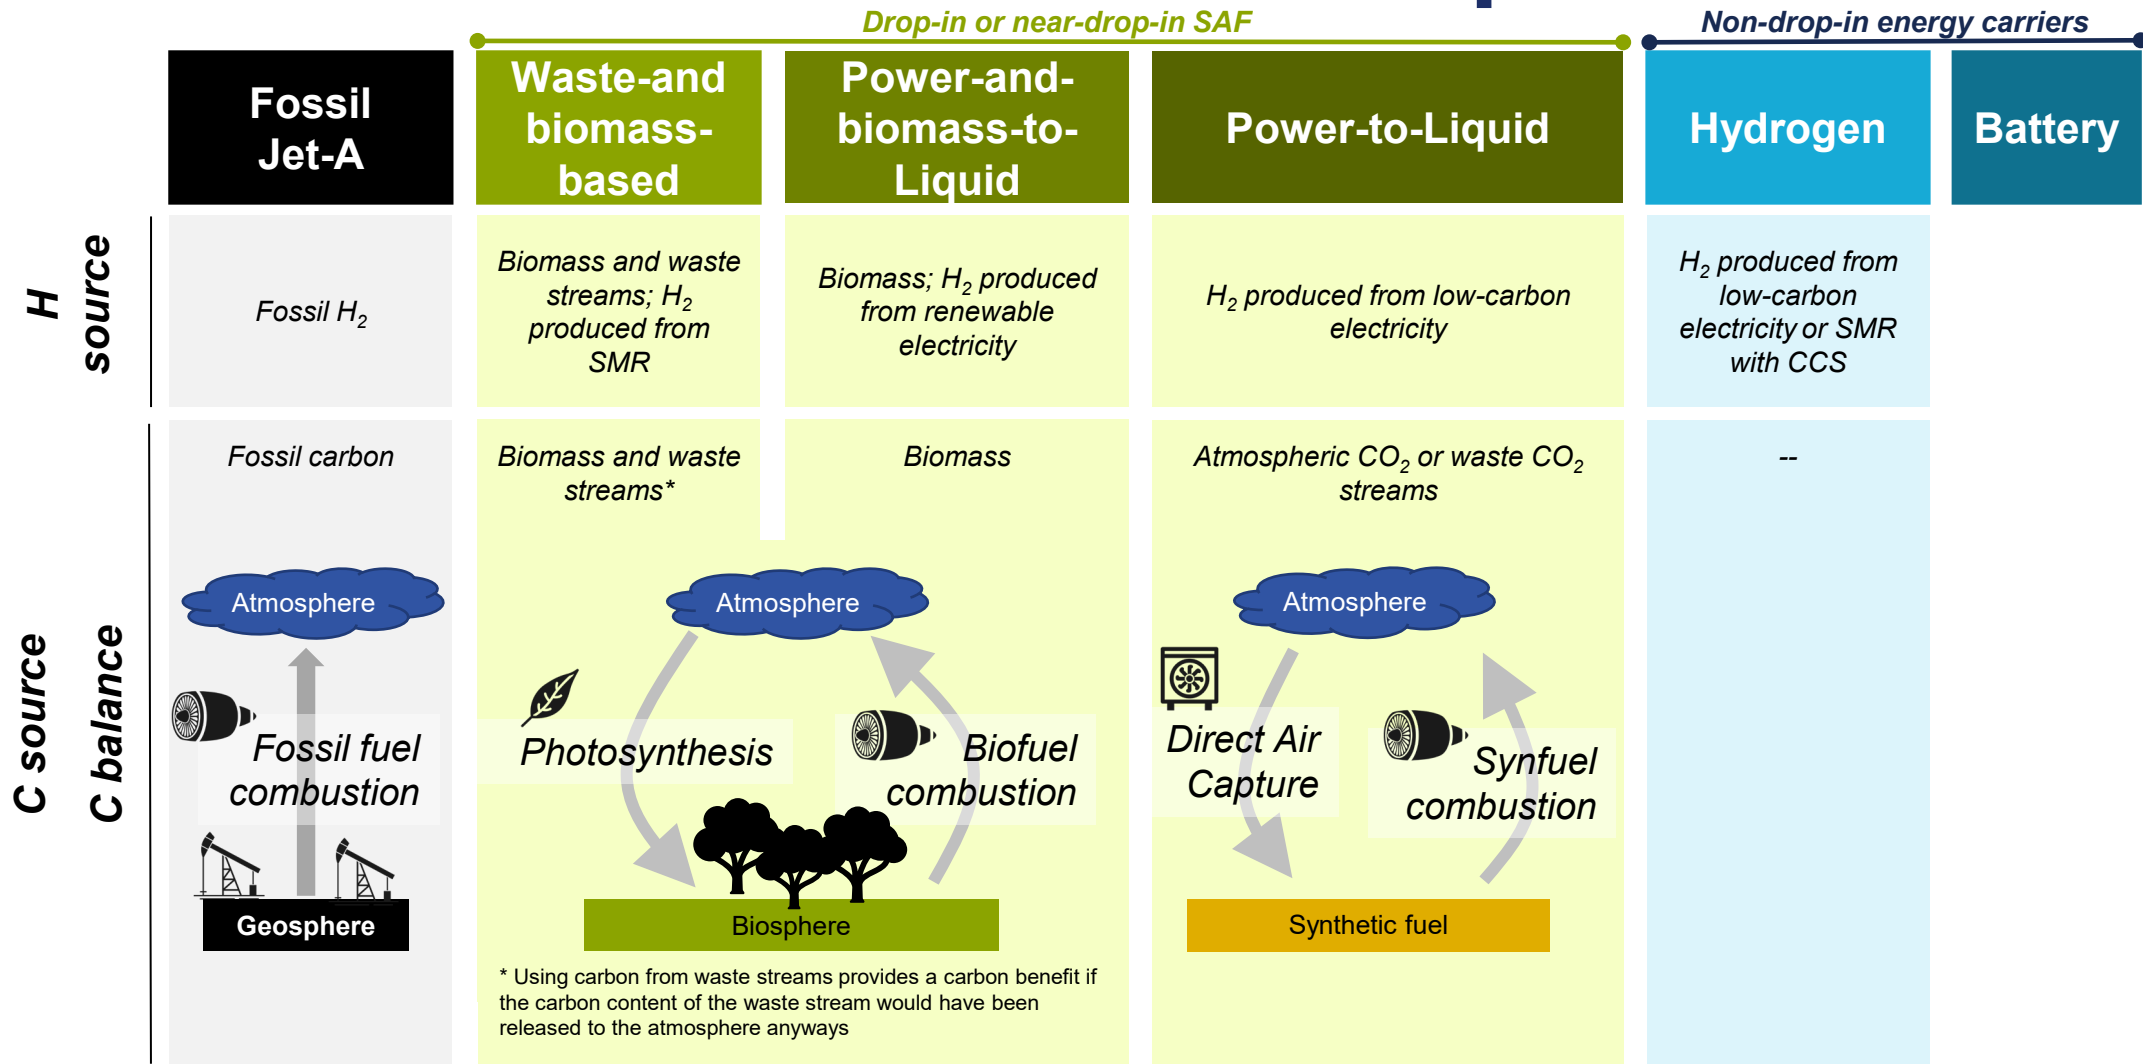 Drop-in or near-drop-in SAF
Non-drop-in energy carriers
Fossil
Jet-A
Waste-and
biomass-
based
Power-and-
biomass-to-
Liquid
Power-to-Liquid
Hydrogen
Battery
H
source
Fossil H₂
Biomass and waste
streams; H₂
produced from
SMR
Biomass; H₂ produced
from renewable
electricity
H₂ produced from low-carbon
electricity
H₂ produced from
low-carbon
electricity or SMR
with CCS
C source
C balance
Fossil carbon
Biomass and waste
streams*
Biomass
Atmospheric CO₂ or waste CO₂
streams
--
Atmosphere
Fossil fuel
combustion
Geosphere
Atmosphere
Photosynthesis
Biofuel
combustion
Biosphere
* Using carbon from waste streams provides a carbon benefit if
the carbon content of the waste stream would have been
released to the atmosphere anyways
Atmosphere
Direct Air
Capture
Synfuel
combustion
Synthetic fuel